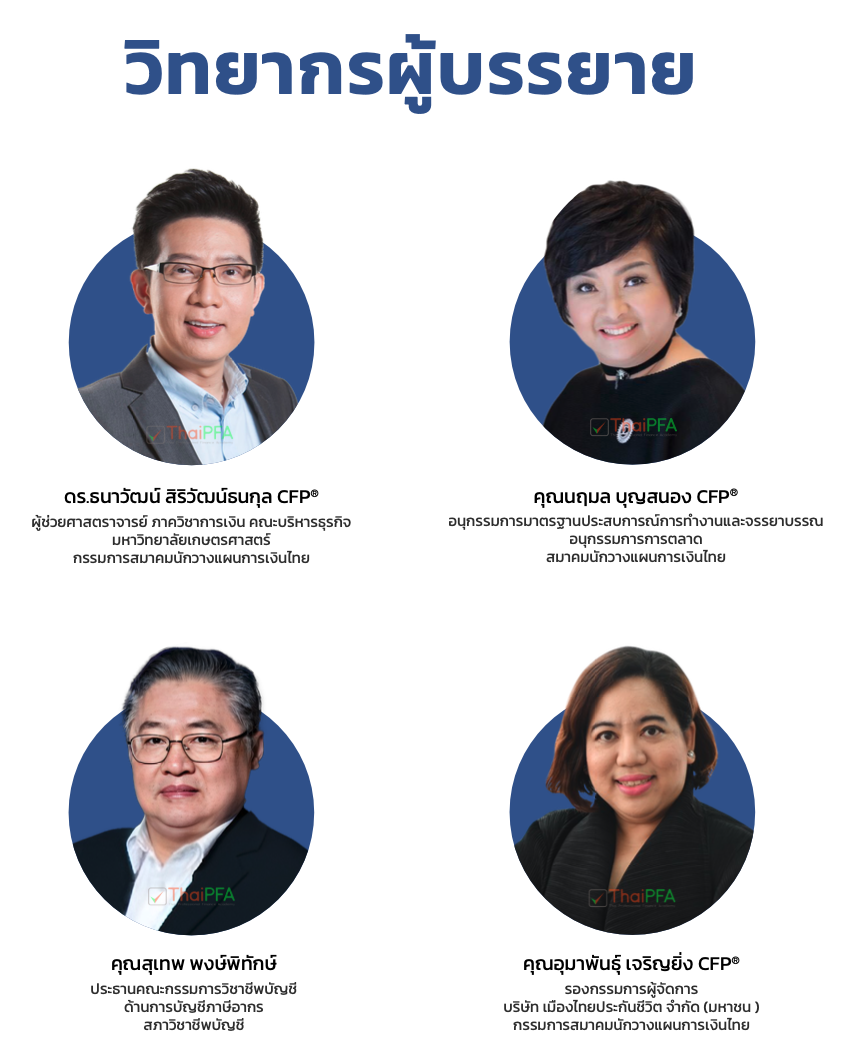 วิทยากรผู้บรรยาย
ThaiPFA
ThaiPFA
ดร.ธนาวัฒน์ สิริวัฒน์ธนกุล CFP®
ผู้ช่วยศาสตราจารย์ ภาควิชาการเงิน คณะบริหารธุรกิจ
มหาวิทยาลัยเกษตรศาสตร์
กรรมการสมาคมนักวางแผนการเงินไทย
คุณนฤมล บุญสนอง CFP®
อนุกรรมการมาตรฐานประสบการณ์การทำงานและจรรยาบรรณ
อนุกรรมการการตลาด
สมาคมนักวางแผนการเงินไทย
ThaiPFA
ThaiPFA
คุณสุเทพ พงษ์พิทักษ์
ประธานคณะกรรมการวิชาชีพบัญชี
ด้านการบัญชีภาษีอากร
สภาวิชาชีพบัญชี
คุณอุมาพันธุ์ เจริญยิ่ง CFP®
รองกรรมการผู้จัดการ
บริษัท เมืองไทยประกันชีวิต จำกัด (มหาชน )
กรรมการสมาคมนักวางแผนการเงินไทย